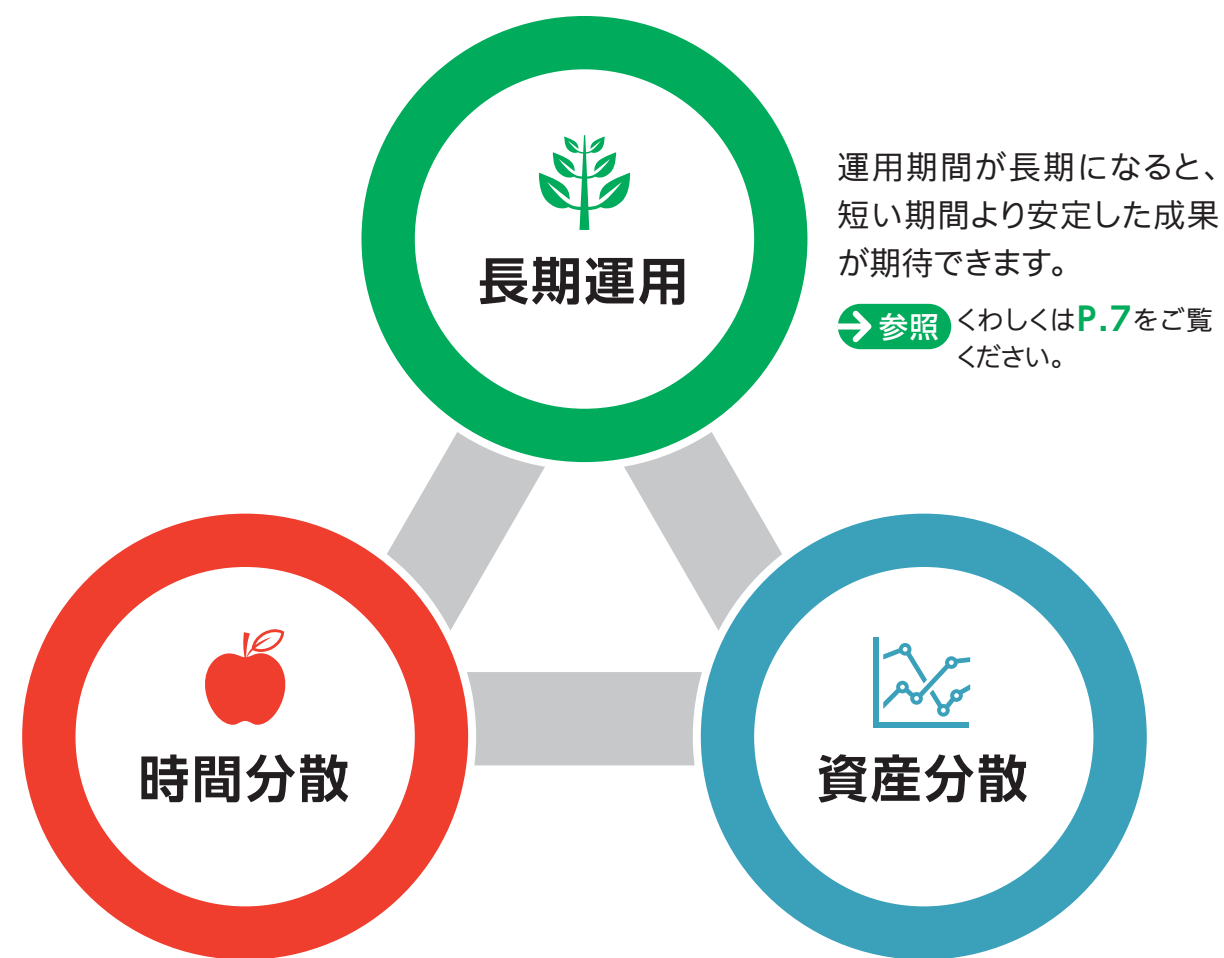 長期運用
運用期間が長期になると、
短い期間より安定した成果
が期待できます。
参照 くわしくはP.7をご覧
ください。
時間分散
資産分散